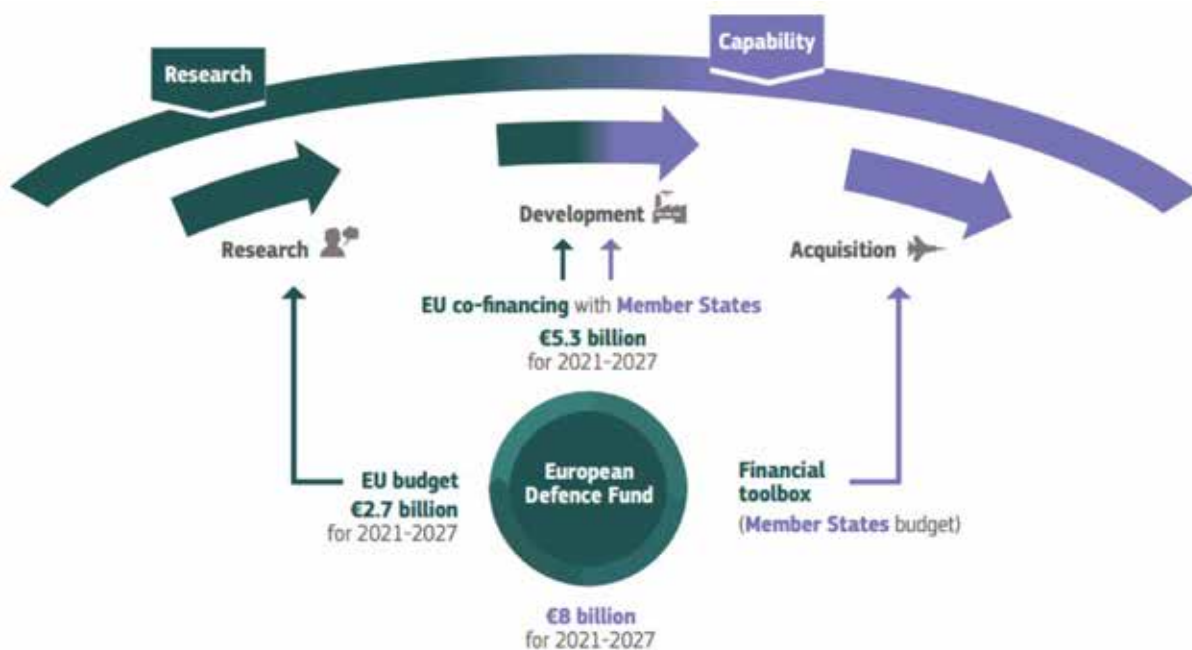 Research
Capability
Research
Development
Acquisition
EU co-financing with Member States
€5.3 billion
for 2021-2027
EU budget
€2.7 billion
for 2021-2027
European
Defence Fund
Financial
toolbox
(Member States budget)
€8 billion
for 2021-2027